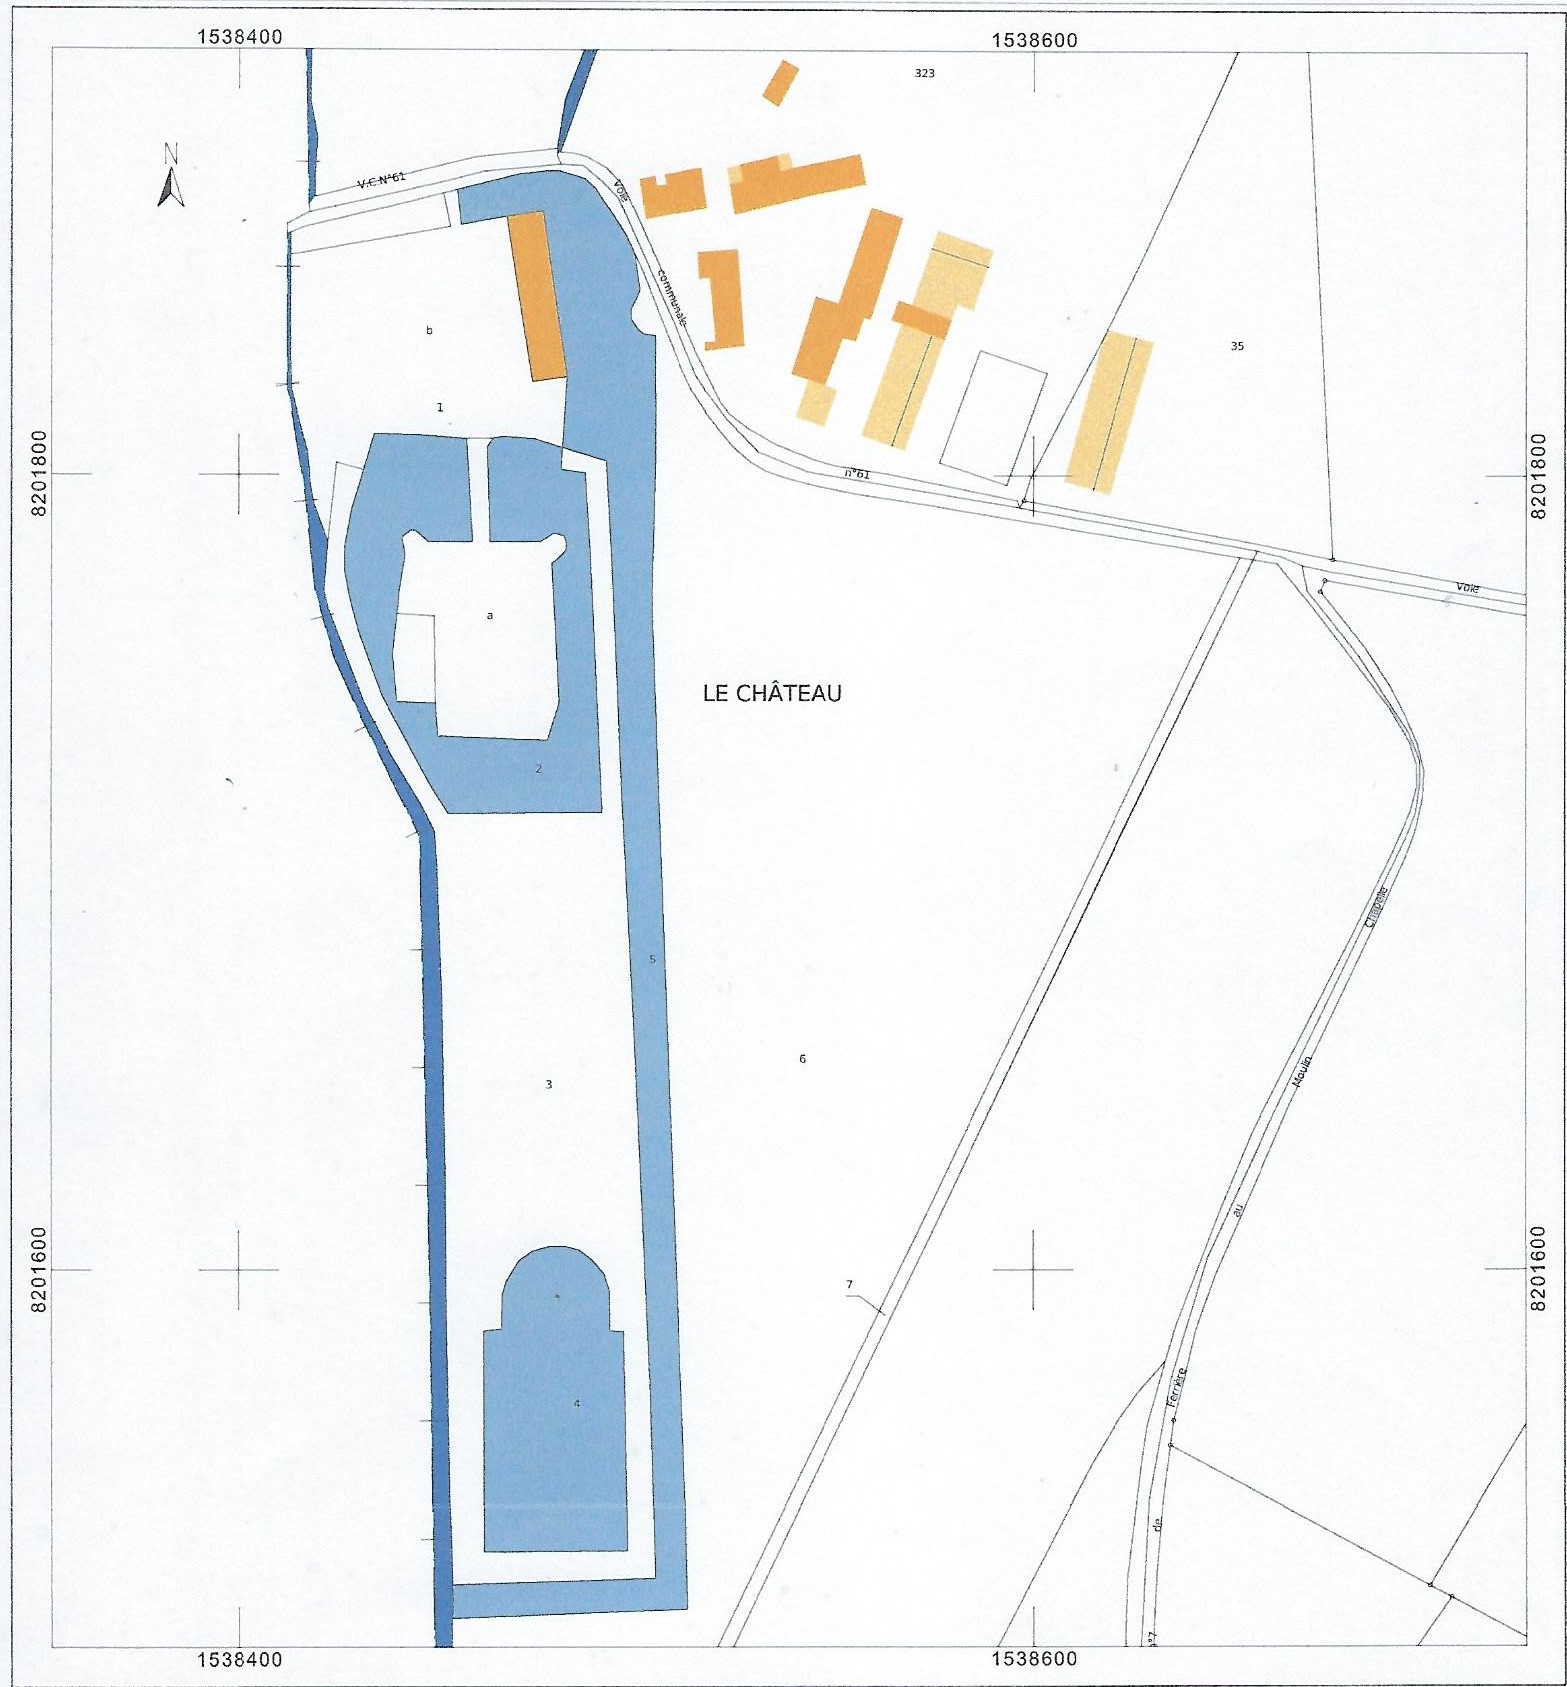 1538400
1538600
323
N
V.C N°61
Voie
communale
b
35
1
8201800
8201800
n°61
Voie
a
LE CHÂTEAU
2
Chapelle
5
6
Moulin
3
au
8201600
8201600
7
Ferrière
4
de
n°7
1538400
1538600